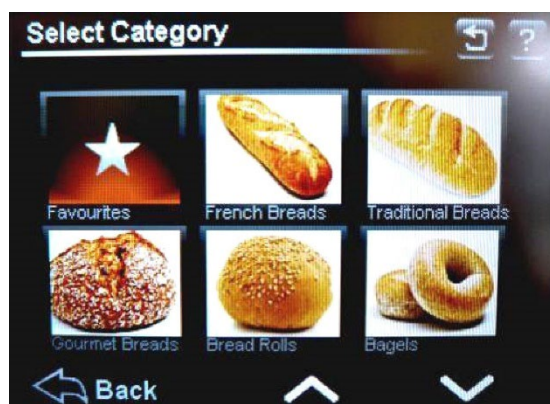 Select Category
?
Favourites French Breads Traditional Breads
Gourmet Breads Bread Rolls Bagels
Back